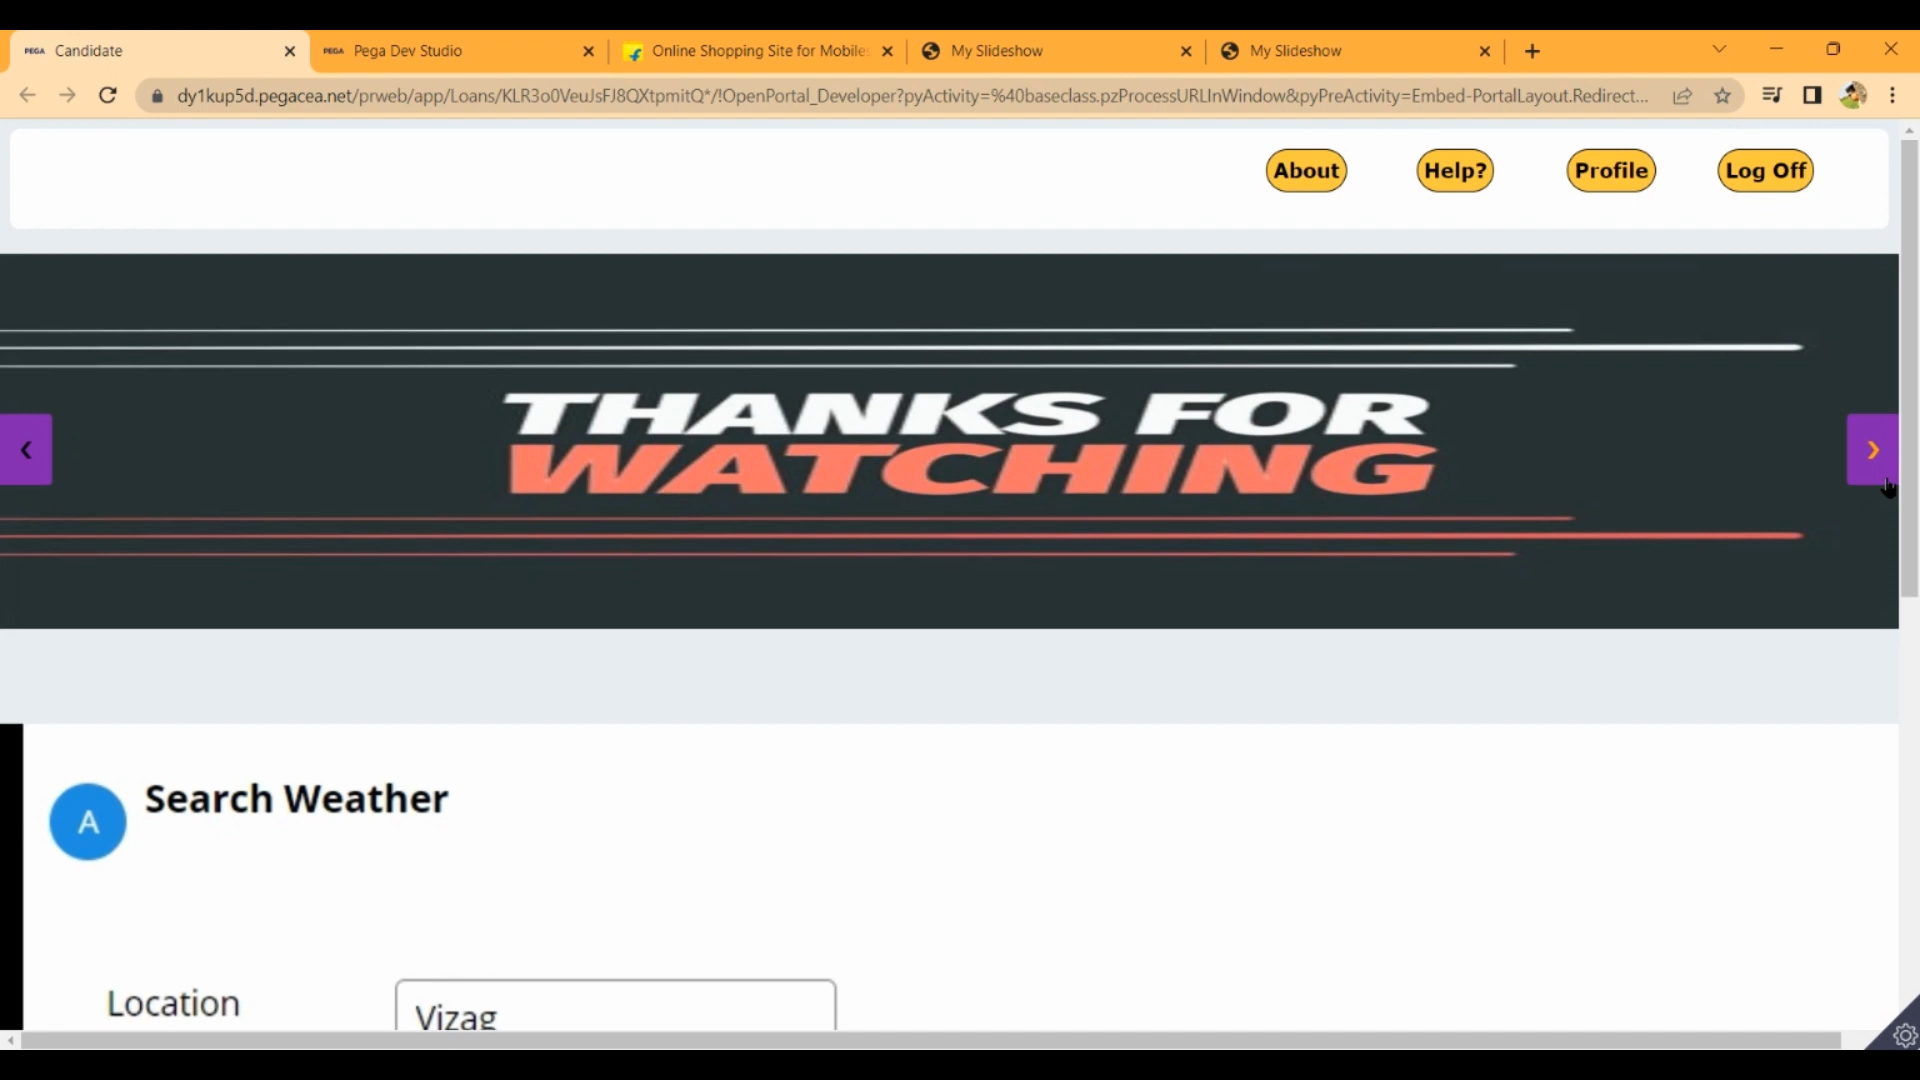 PEGA Candidate
PEGA Pega Dev Studio
Online Shopping Site for Mobile
My Slideshow
My Slideshow
dy1kup5d.pegacea.net/prweb/app/Loans/KLR3o0VeuJsFJ8QXtpmitQ*/!OpenPortal_Developer?pyActivity=%40baseclass.pzProcessURLInWindow&pyPreActivity=Embed-PortalLayout.Redirect...
About
Help?
Profile
Log Off
THANKS FOR
WATCHING
A
Search Weather
Location
Vizag